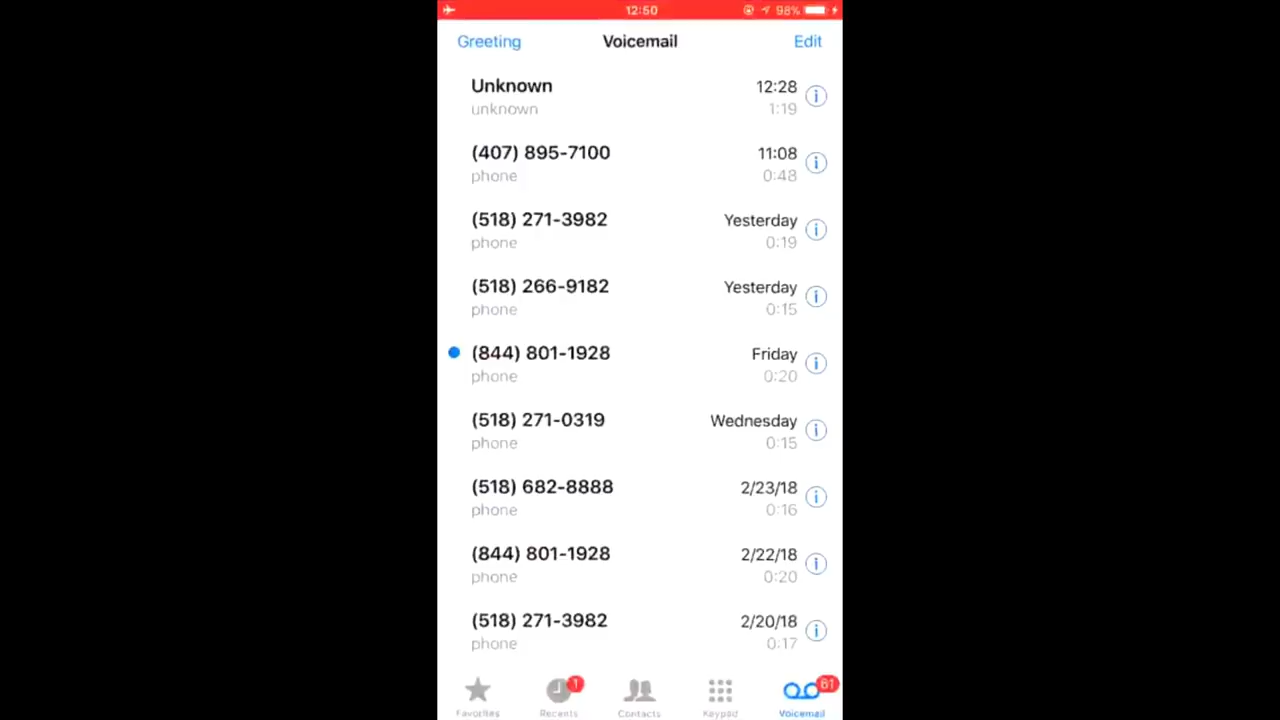 12:50 98%
Greeting Voicemail Edit
Unknown 12:28
unknown 1:19
(407) 895-7100 11:08
phone 0:48
(518) 271-3982 Yesterday
phone 0:19
(518) 266-9182 Yesterday
phone 0:15
(844) 801-1928 Friday
phone 0:20
(518) 271-0319 Wednesday
phone 0:15
(518) 682-8888 2/23/18
phone 0:16
(844) 801-1928 2/22/18
phone 0:20
(518) 271-3982 2/20/18
phone 0:17
1 61
Favorites Recents Contacts Keypad Voicemail